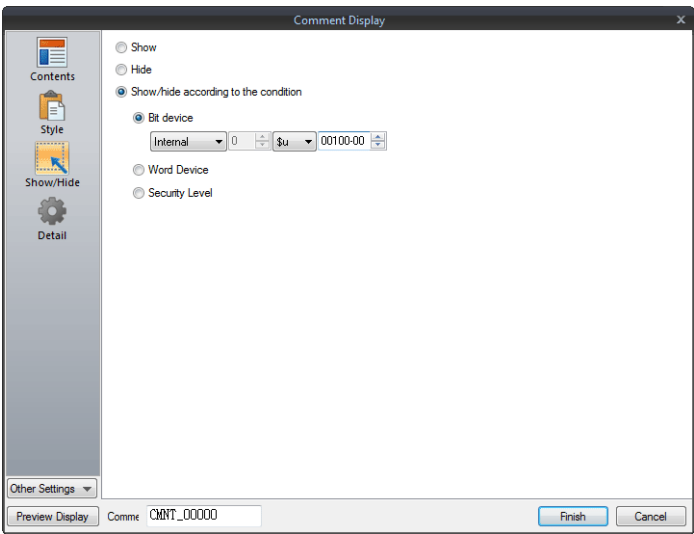 Comment Display x
Contents
Style
Show/Hide
Detail
Show
Hide
Show/hide according to the condition
Bit device
Internal 0 $u 00100-00
Word Device
Security Level
Other Settings
Preview Display Comme CMNT_00000 Finish Cancel